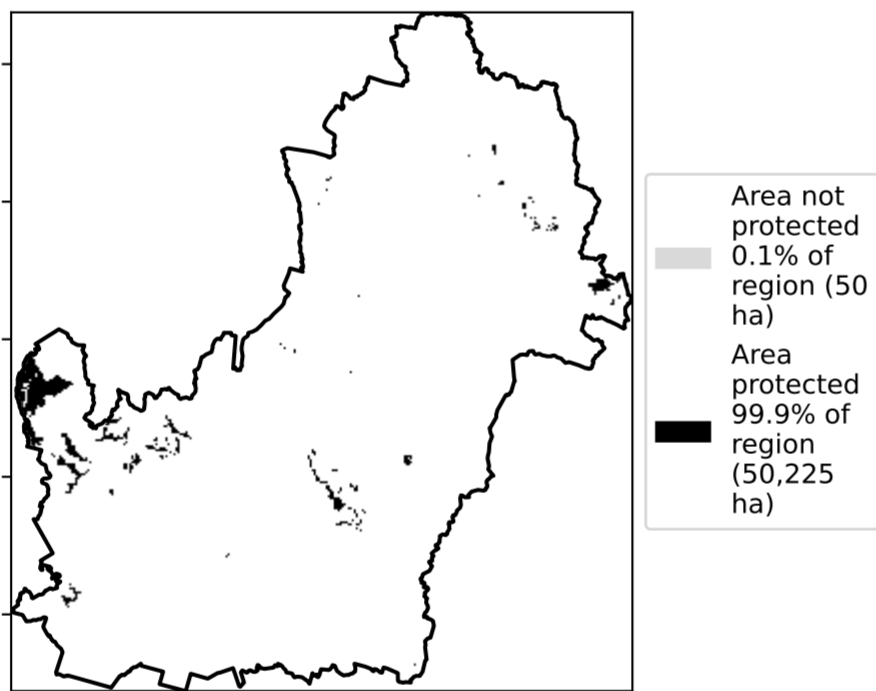 Area not
protected
0.1% of
region (50
ha)
Area
protected
99.9% of
region
(50,225
ha)